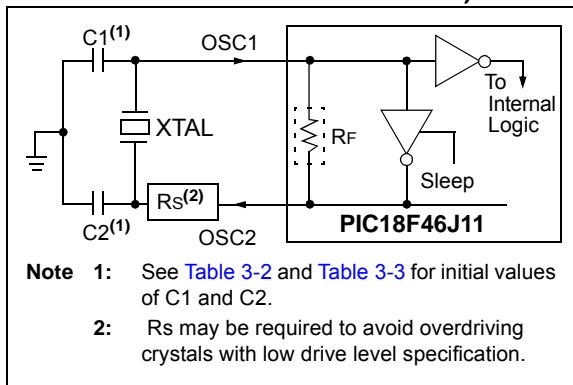 C1(1)
OSC1
To
Internal
Logic
XTAL
RF
Sleep
RS(2)
C2(1)
OSC2
PIC18F46J11
Note 1: See Table 3-2 and Table 3-3 for initial values
of C1 and C2.
2: Rs may be required to avoid overdriving
crystals with low drive level specification.